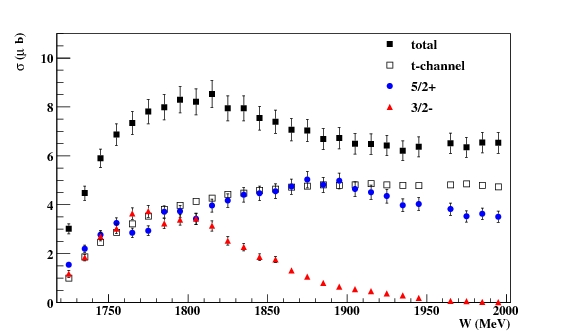 σ (μ b)
10
8
6
4
2
0
total
t-channel
5/2+
3/2-
1750 1800 1850 1900 1950 2000
W (MeV)